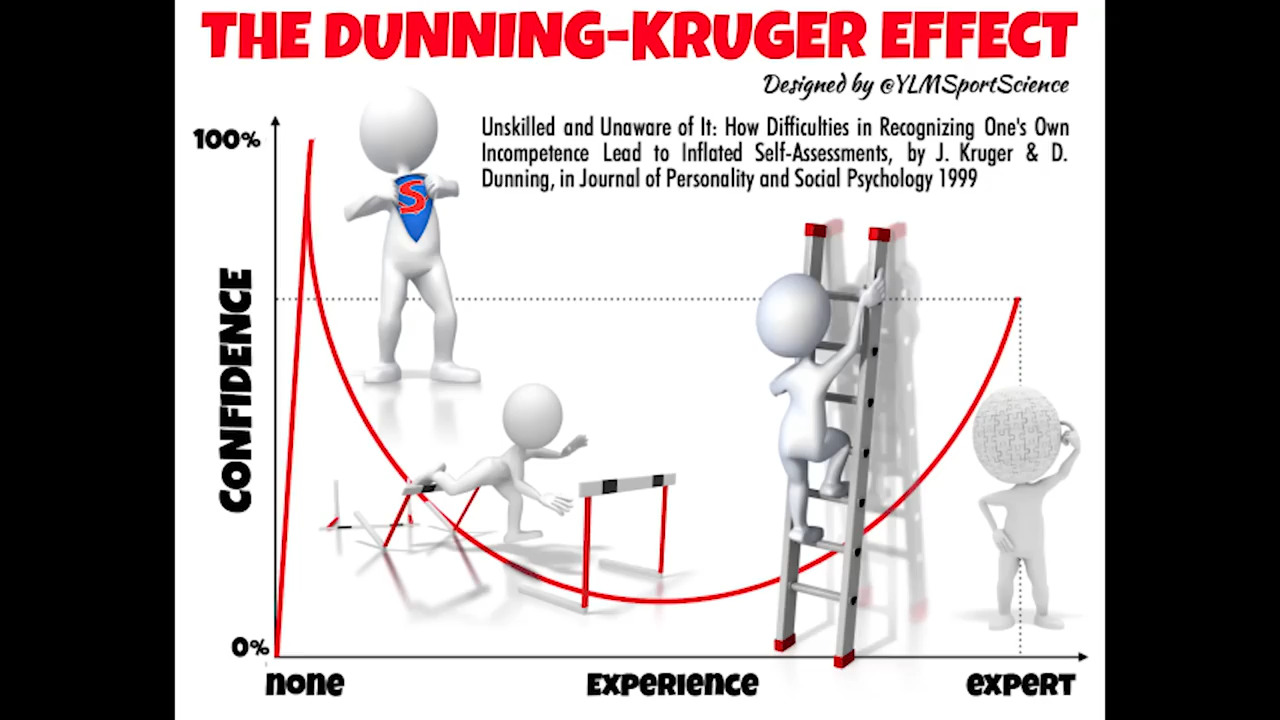 THE DUNNING-KRUGER EFFECT
Designed by @YLMSportScience
Unskilled and Unaware of It: How Difficulties in Recognizing One's Own
Incompetence Lead to Inflated Self-Assessments, by J. Kruger & D.
Dunning, in Journal of Personality and Social Psychology 1999
100%
S
CONFIDENCE
0%
none
EXPERIENCE
EXPERT